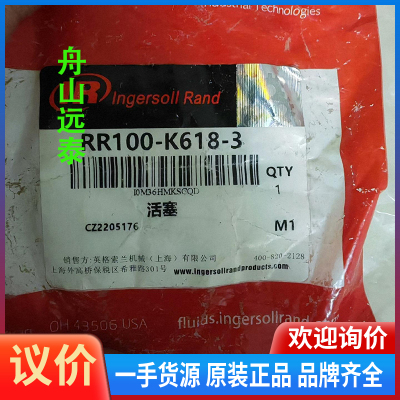 Industrial Technologies
舟山远泰
IR Ingersoll Rand
RR100-K618-3
QTY
1
活塞
CZ2205176
M1
销售方:英格索兰机械(上海)有限公司
400-820-2128
上海外高桥保税区希雅路301号
www.ingersollrandproducts.com
OH 43506 USA
fluids.ingersollrand
欢迎询价
议价
一手货源 原装正品 品牌齐全